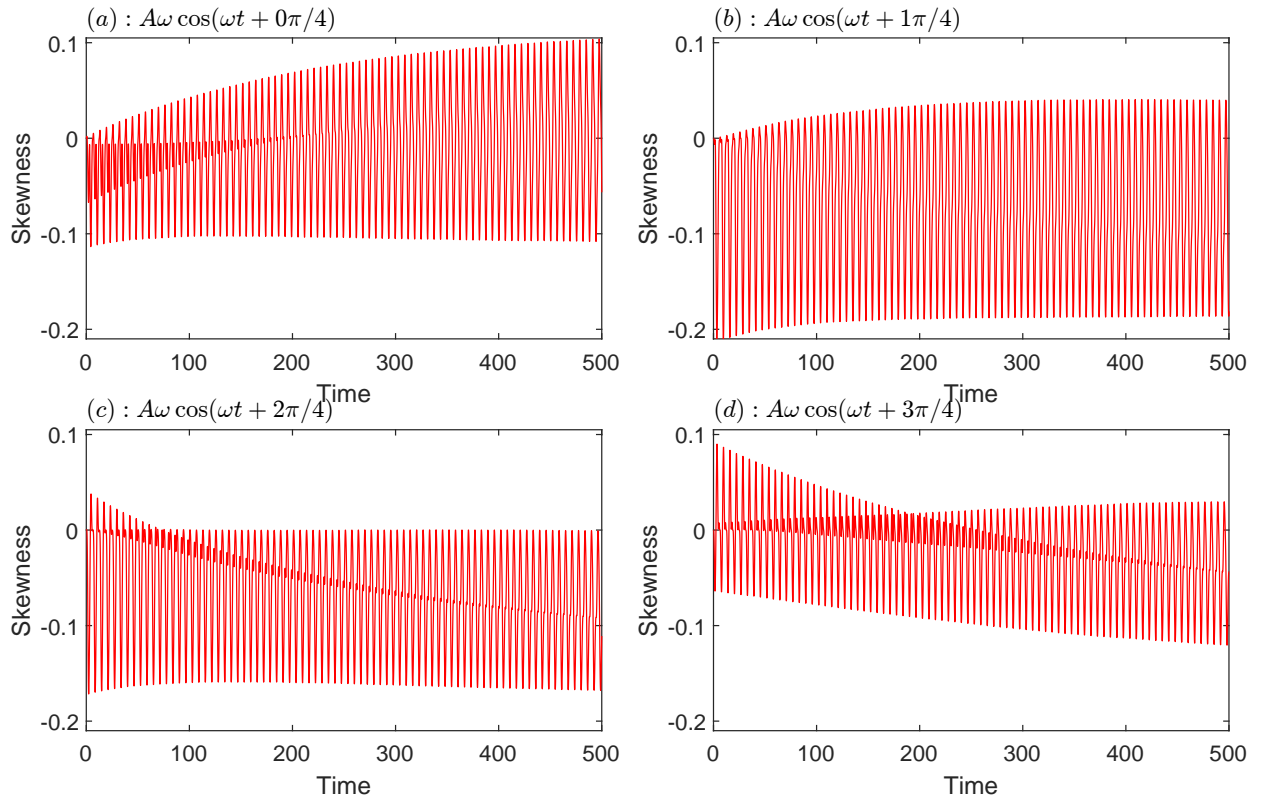 (a) : Aω cos(ωt + 0π/4)
0.1
0
-0.1
-0.2
Skewness
0 100 200 300 400 500
Time
(b) : Aω cos(ωt + 1π/4)
0.1
0
-0.1
-0.2
Skewness
0 100 200 300 400 500
Time
(c) : Aω cos(ωt + 2π/4)
0.1
0
-0.1
-0.2
Skewness
0 100 200 300 400 500
Time
(d) : Aω cos(ωt + 3π/4)
0.1
0
-0.1
-0.2
Skewness
0 100 200 300 400 500
Time